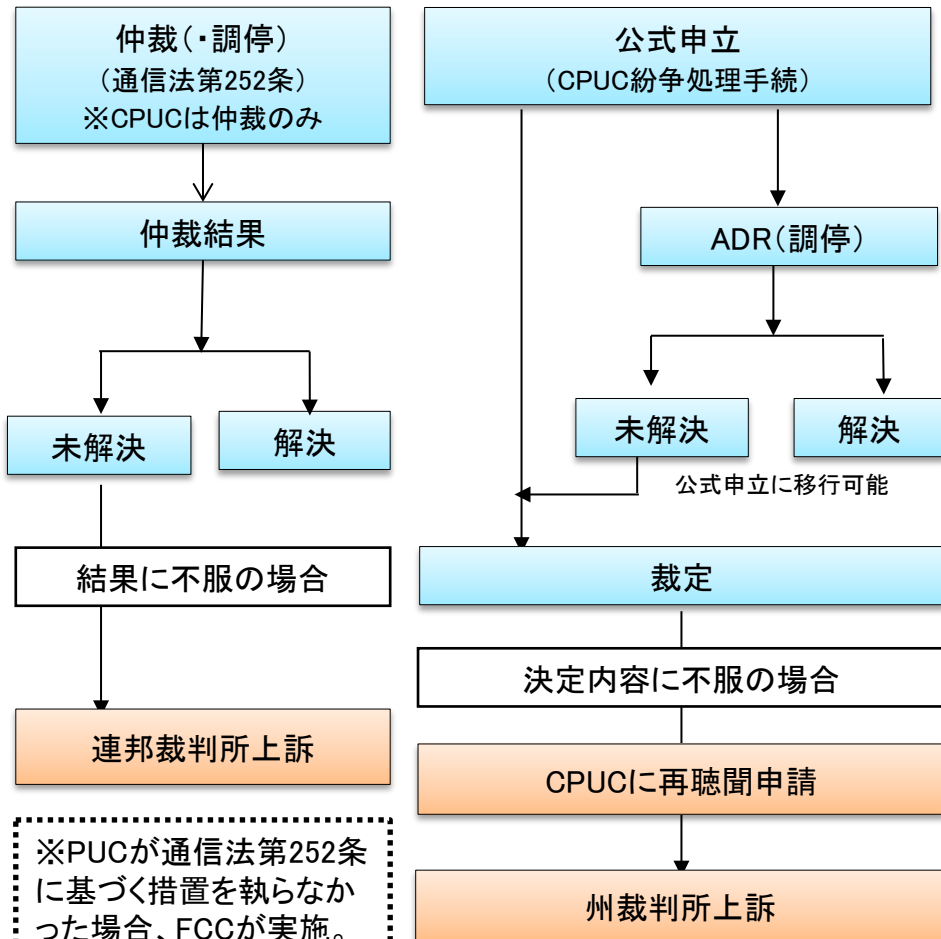 仲裁（・調停）
（通信法第252条）
※CPUCは仲裁のみ
仲裁結果
未解決
解決
結果に不服の場合
連邦裁判所上訴
※PUCが通信法第252条
に基づく措置を執らなか
った場合、FCCが実施。
公式申立
（CPUC紛争処理手続）
ADR（調停）
未解決
解決
公式申立に移行可能
裁定
決定内容に不服の場合
CPUCに再聴聞申請
州裁判所上訴